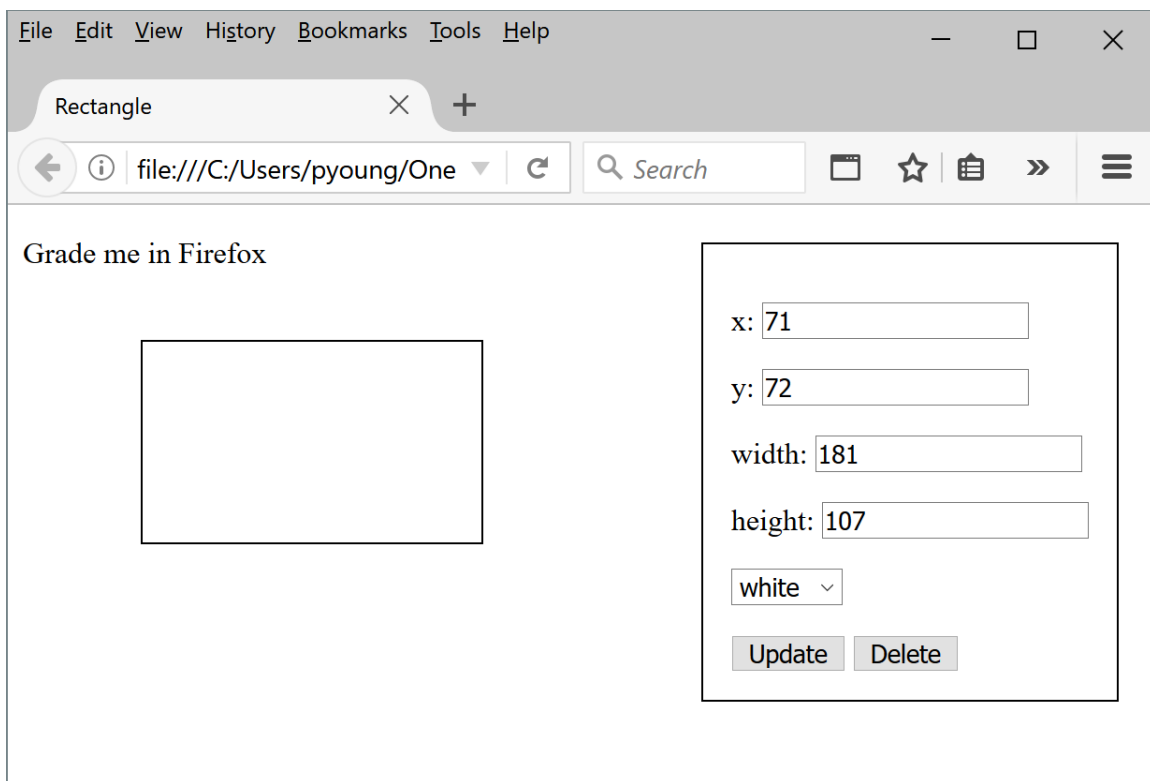 File Edit View History Bookmarks Tools Help
Rectangle
file:///C:/Users/pyoung/One
Search
Grade me in Firefox
x: 71
y: 72
width: 181
height: 107
white
Update Delete